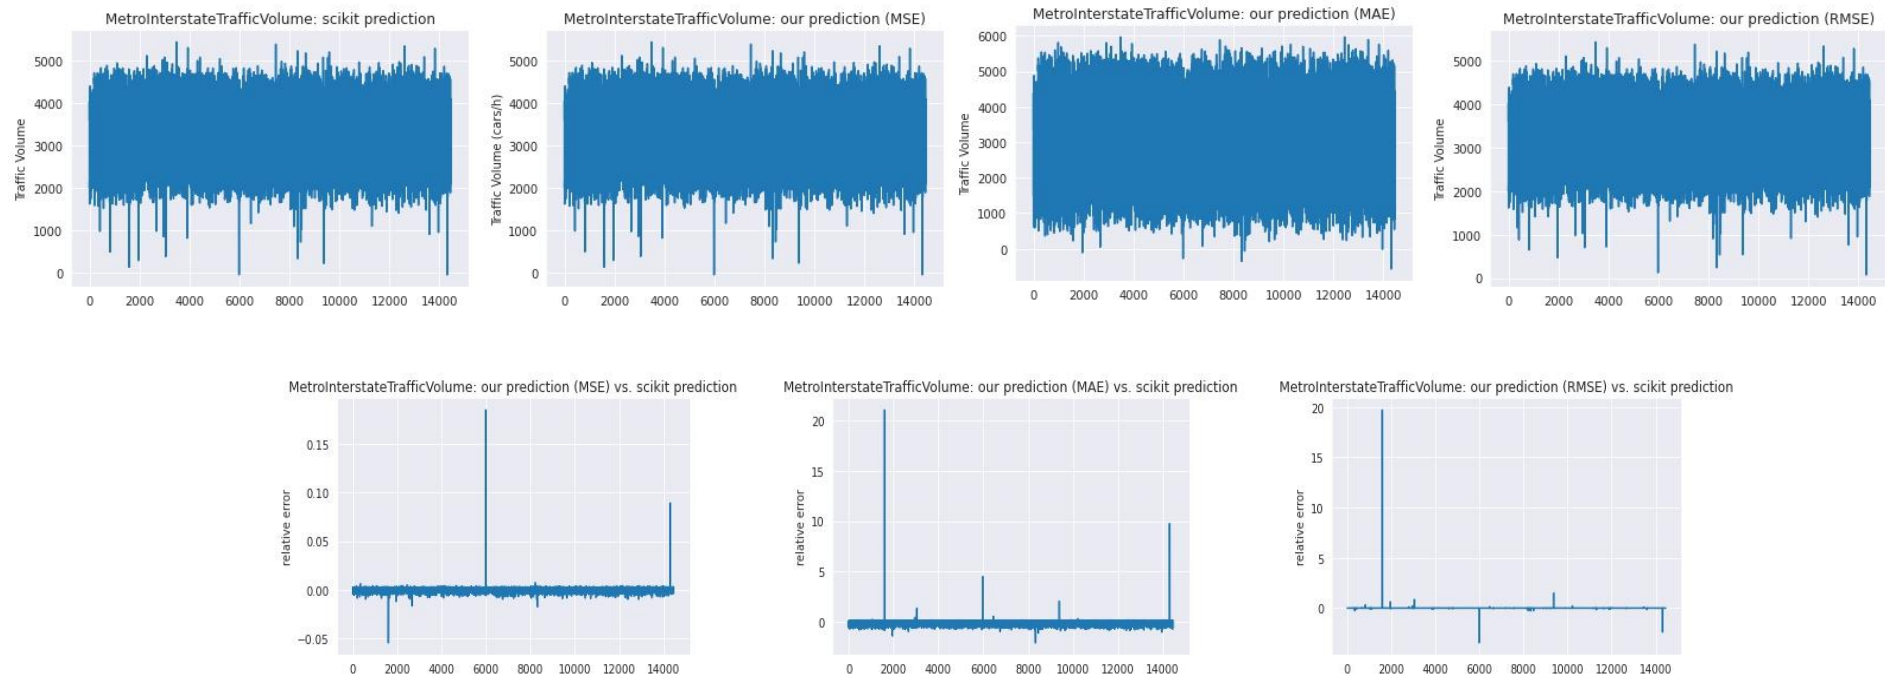 MetroInterstateTrafficVolume: scikit prediction
Traffic Volume
5000
4000
3000
2000
1000
0
0 2000 4000 6000 8000 10000 12000 14000
MetroInterstateTrafficVolume: our prediction (MSE)
Traffic Volume (cars/h)
5000
4000
3000
2000
1000
0
0 2000 4000 6000 8000 10000 12000 14000
MetroInterstateTrafficVolume: our prediction (MAE)
Traffic Volume
6000
5000
4000
3000
2000
1000
0
0 2000 4000 6000 8000 10000 12000 14000
MetroInterstateTrafficVolume: our prediction (RMSE)
Traffic Volume
5000
4000
3000
2000
1000
0
0 2000 4000 6000 8000 10000 12000 14000
MetroInterstateTrafficVolume: our prediction (MSE) vs. scikit prediction
relative error
0.15
0.10
0.05
0.00
−0.05
0 2000 4000 6000 8000 10000 12000 14000
MetroInterstateTrafficVolume: our prediction (MAE) vs. scikit prediction
relative error
20
15
10
5
0
0 2000 4000 6000 8000 10000 12000 14000
MetroInterstateTrafficVolume: our prediction (RMSE) vs. scikit prediction
relative error
20
15
10
5
0
0 2000 4000 6000 8000 10000 12000 14000